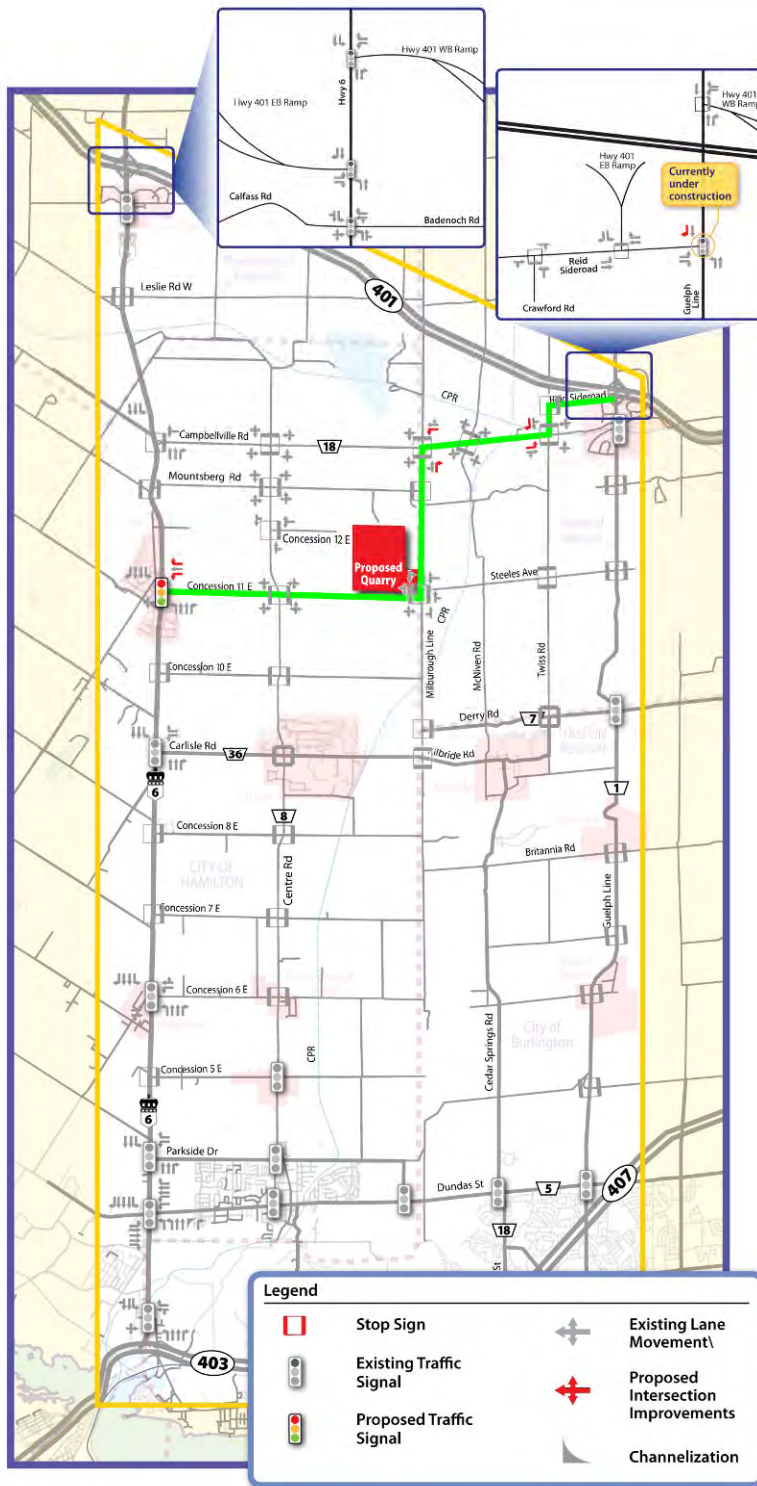 Hwy 401 WB Ramp
Hwy 6
Hwy 401 EB Ramp
Calfass Rd
Badenoch Rd
Hwy 401
WB Ramp
Hwy 401
EB Ramp
Currently
under
construction
Reid
Sideroad
Crawford Rd
Guelph
Line
Leslie Rd W
401
CPR
Sideroad
Campbellville Rd
18
Mountsberg Rd
Concession 12 E
Proposed
Quarry
Steeles Ave
Concession 11 E
CPR
Milburough Line
McNiven Rd
Twiss Rd
Concession 10 E
Derry Rd
7
Carlisle Rd
36
Kilbride Rd
6
8
1
Concession 8 E
Centre Rd
Britannia Rd
CITY OF
HAMILTON
Guelph Line
Concession 7 E
Concession 6 E
Cedar Springs Rd
City of
Burlington
CPR
Concession 5 E
6
Parkside Dr
Dundas St
5
407
18
St
403
Legend
Stop Sign
Existing Lane
Movement\
Existing Traffic
Signal
Proposed
Intersection
Improvements
Proposed Traffic
Signal
Channelization